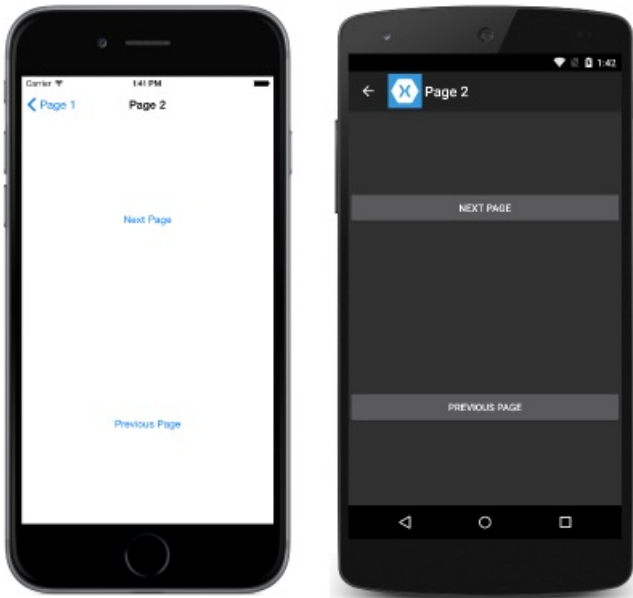 Carrier 1:41 PM
Page 1 Page 2
Next Page
Previous Page
1:42
Page 2
NEXT PAGE
PREVIOUS PAGE